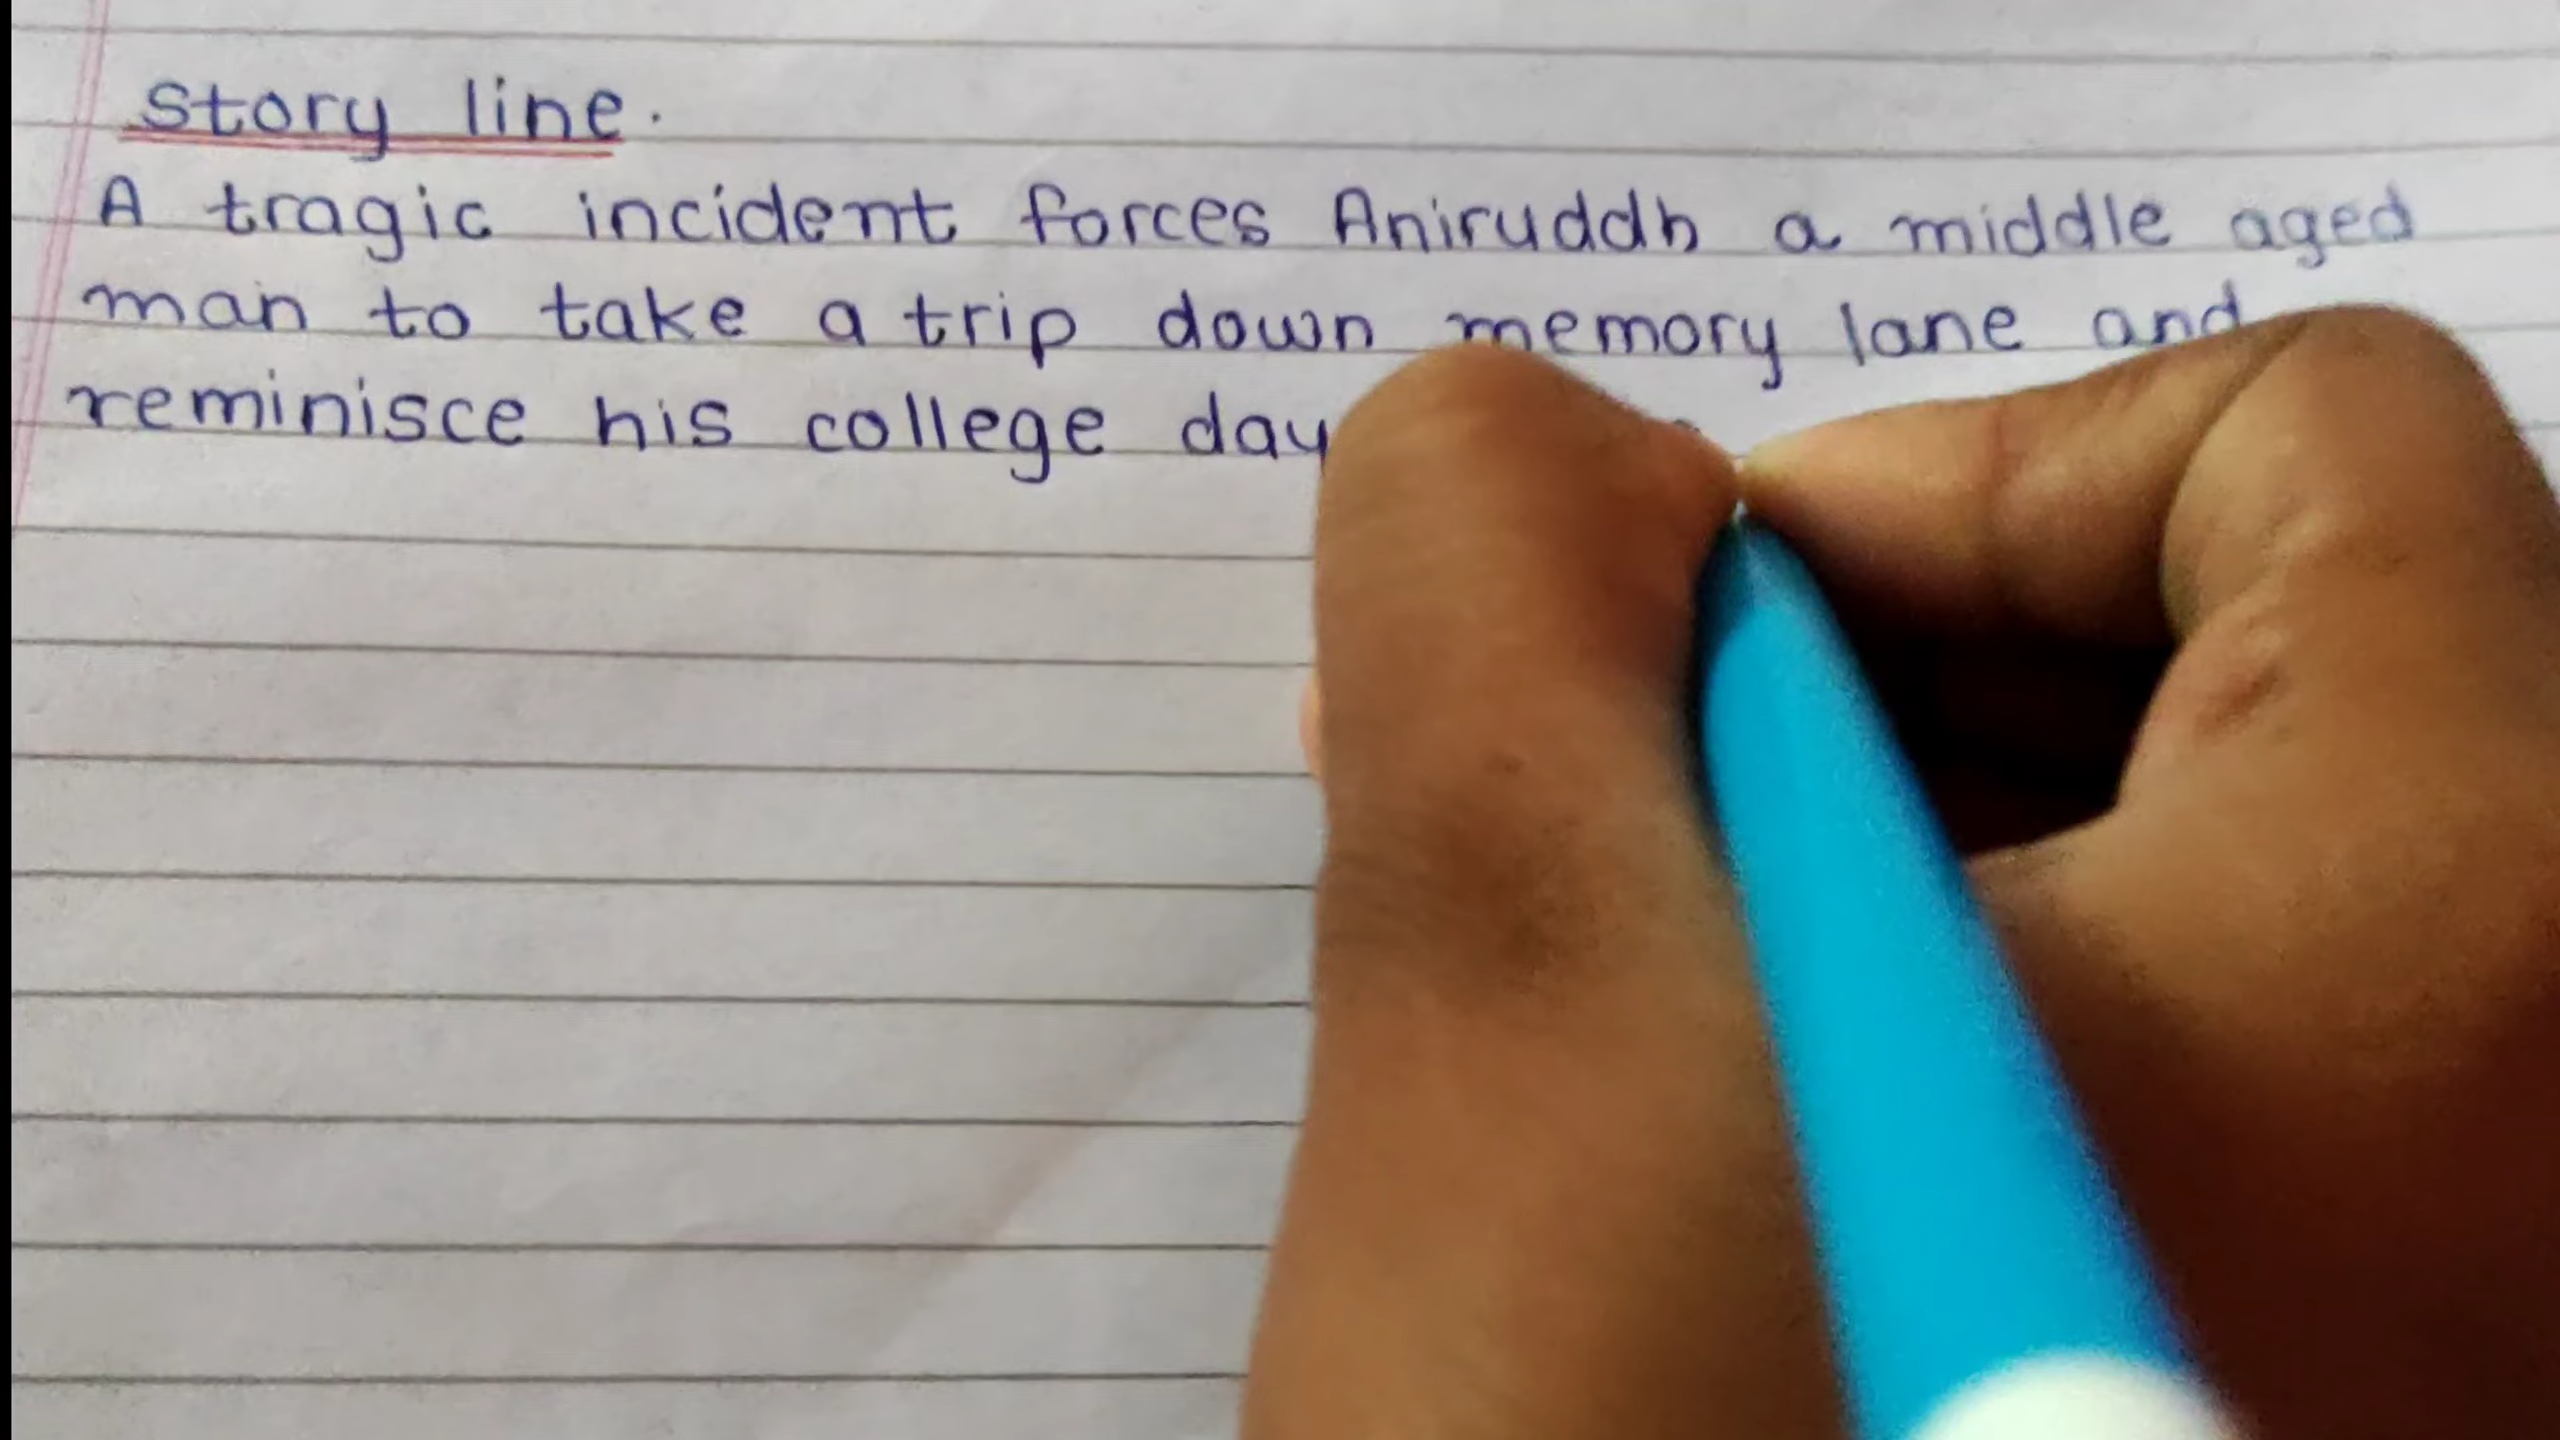 Story line.
A tragic incident forces Aniruddh a middle aged
man to take a trip down memory lane and
reminisce his college day